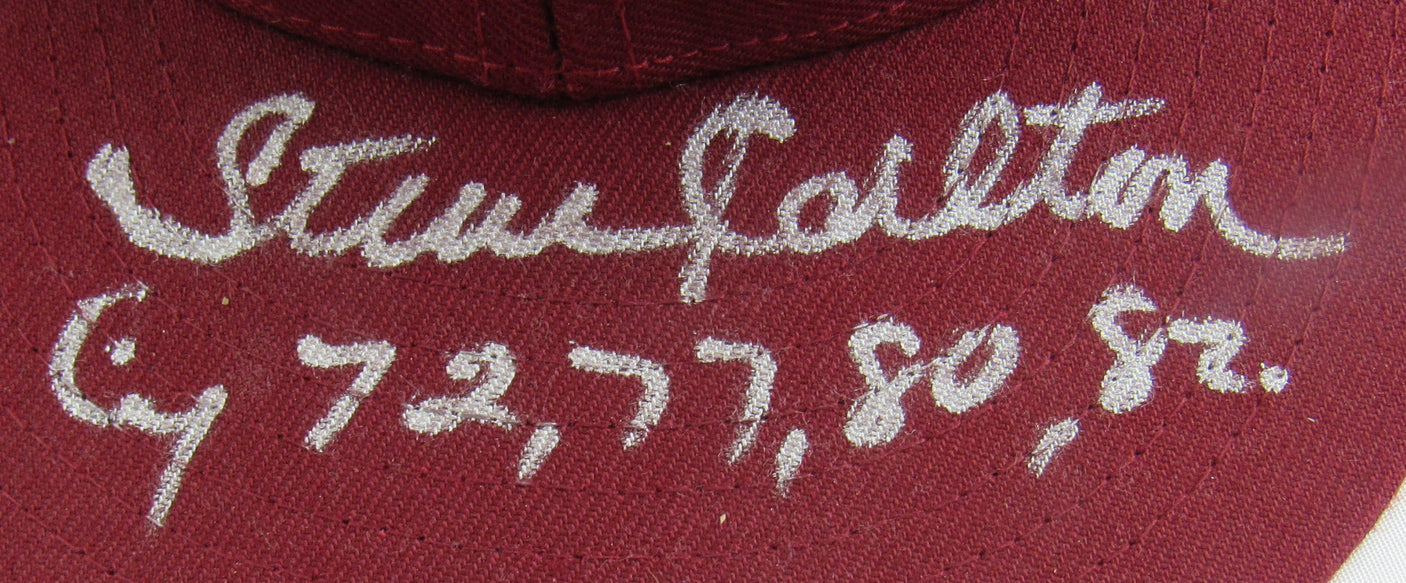 Steve Carlton
Cy 72, 77, 80, 82.